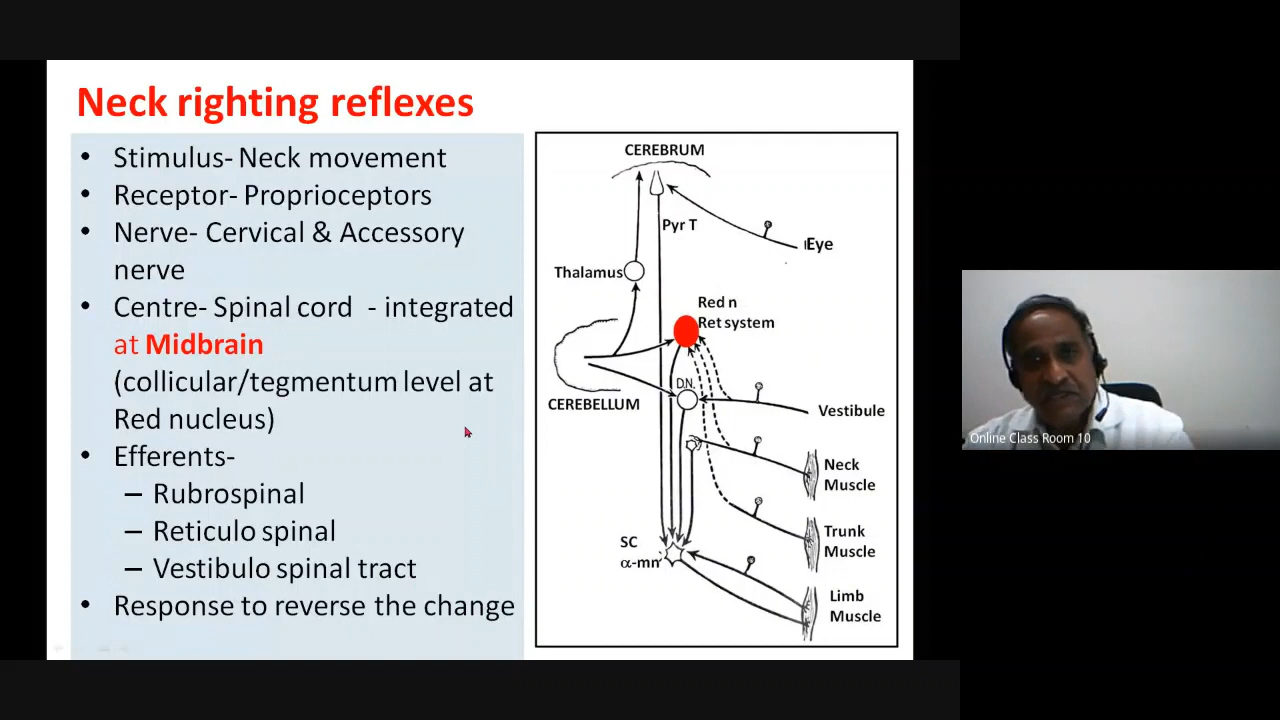 Neck righting reflexes
• Stimulus- Neck movement
• Receptor- Proprioceptors
• Nerve- Cervical & Accessory
nerve
• Centre- Spinal cord - integrated
at Midbrain
(collicular/tegmentum level at
Red nucleus)
• Efferents-
– Rubrospinal
– Reticulo spinal
– Vestibulo spinal tract
• Response to reverse the change
CEREBRUM
Pyr T
Eye
Thalamus
Red n
Ret system
D.N.
CEREBELLUM
Vestibule
Neck
Muscle
Trunk
Muscle
SC
α-mn
Limb
Muscle
Online Class Room 10